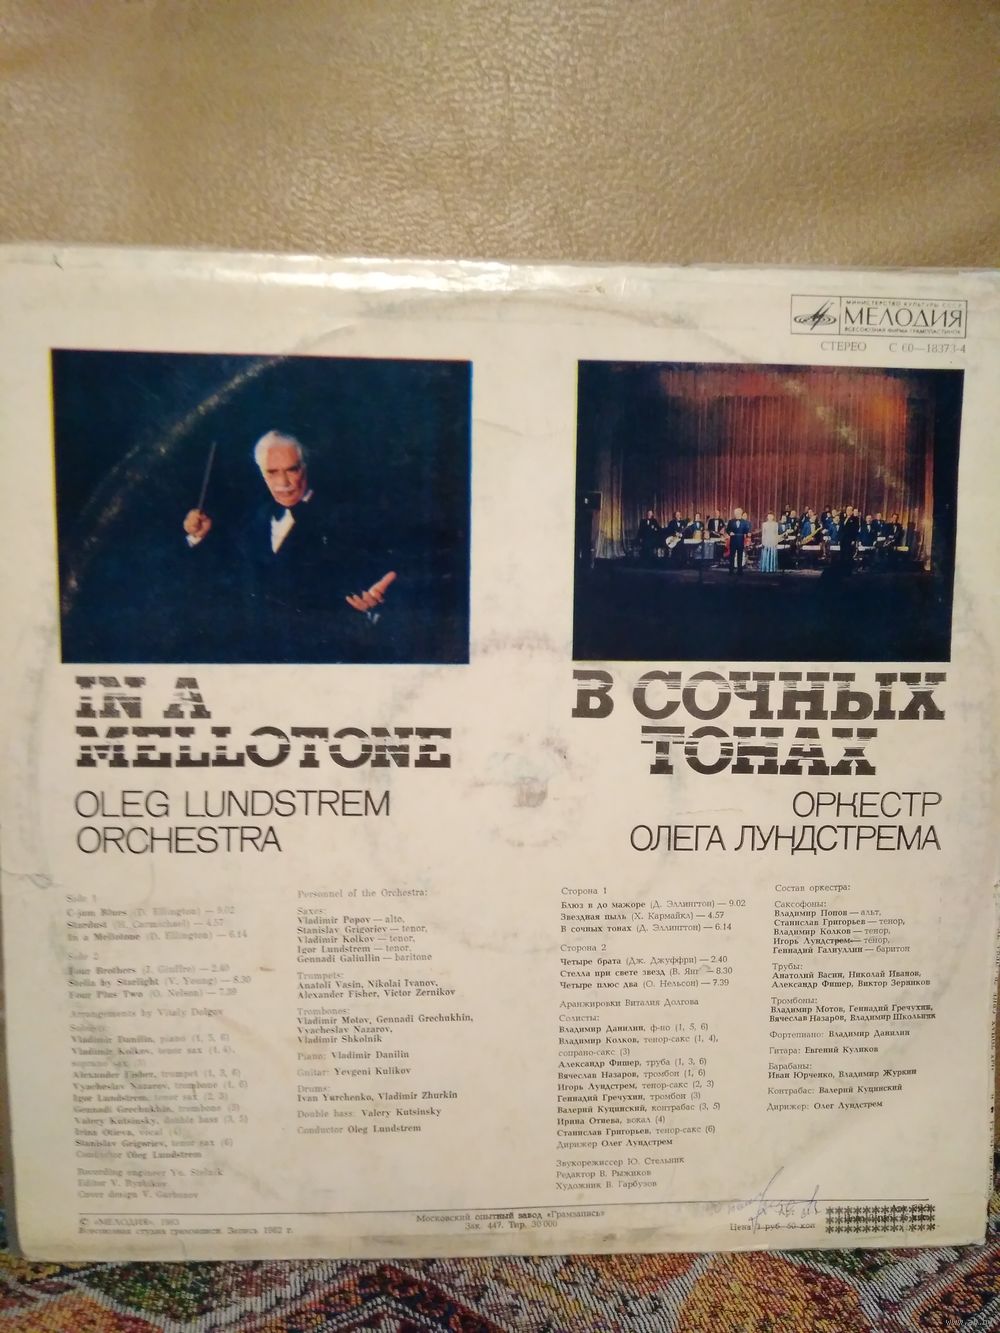 МИНИСТЕРСТВО КУЛЬТУРЫ СССР
МЕЛОДИЯ
ВСЕСОЮЗНАЯ ФИРМА ГРАМПЛАСТИНОК
СТЕРЕО С 60—18373-4
IN A
MELLOTONE
OLEG LUNDSTREM
ORCHESTRA
В СОЧНЫХ
ТОНАХ
ОРКЕСТР
ОЛЕГА ЛУНДСТРЕМА
Side 1
C-jam Blues (D. Ellington) — 9.02
Stardust (H. Carmichael) — 4.57
In a Mellotone (D. Ellington) — 6.14
Side 2
Four Brothers (J. Giuffre) — 2.40
Stella by Starlight (V. Young) — 8.30
Four Plus Two (O. Nelson) — 7.39
Arrangements by Vitaly Dolgov
Soloists:
Vladimir Danilin, piano (1, 5, 6)
Vladimir Kolkov, tenor sax (1, 4),
soprano sax (3)
Alexander Fisher, trumpet (1, 3, 6)
Vyacheslav Nazarov, trombone (1, 6)
Igor Lundstrem, tenor sax (2, 3)
Gennadi Grechukhin, trombone (3)
Valery Kutsinsky, double bass (3, 5)
Irina Otieva, vocal (4)
Stanislav Grigoriev, tenor sax (6)
Conductor Oleg Lundstrem
Recording engineer Yu. Stelnik
Editor V. Ryzhikov
Cover design V. Garbuzov
Personnel of the Orchestra:
Saxes:
Vladimir Popov — alto,
Stanislav Grigoriev — tenor,
Vladimir Kolkov — tenor,
Igor Lundstrem — tenor,
Gennadi Galiullin — baritone
Trumpets:
Anatoli Vasin, Nikolai Ivanov,
Alexander Fisher, Victor Zernikov
Trombones:
Vladimir Motov, Gennadi Grechukhin,
Vyacheslav Nazarov,
Vladimir Shkolnik
Piano: Vladimir Danilin
Guitar: Yevgeni Kulikov
Drums:
Ivan Yurchenko, Vladimir Zhurkin
Double bass: Valery Kutsinsky
Conductor Oleg Lundstrem
Сторона 1
Блюз в до мажоре (Д. Эллингтон) — 9.02
Звездная пыль (Х. Кармайкл) — 4.57
В сочных тонах (Д. Эллингтон) — 6.14
Сторона 2
Четыре брата (Дж. Джуффри) — 2.40
Стелла при свете звезд (В. Янг — 8.30
Четыре плюс два (О. Нельсон) — 7.39
Аранжировки Виталия Долгова
Солисты:
Владимир Данилин, ф-но (1, 5, 6)
Владимир Колков, тенор-сакс (1, 4),
сопрано-сакс (3)
Александр Фишер, труба (1, 3, 6)
Вячеслав Назаров, тромбон (1, 6)
Игорь Лундстрем, тенор-сакс (2, 3)
Геннадий Гречухин, тромбон (3)
Валерий Куцинский, контрабас (3, 5)
Ирина Отиева, вокал (4)
Станислав Григорьев, тенор-сакс (6)
Дирижер Олег Лундстрем
Звукорежиссер Ю. Стельник
Редактор В. Рыжиков
Художник В. Гарбузов
Состав оркестра:
Саксофоны:
Владимир Попов — альт,
Станислав Григорьев — тенор,
Владимир Колков — тенор,
Игорь Лундстрем — тенор,
Геннадий Галиуллин — баритон
Трубы:
Анатолий Васин, Николай Иванов,
Александр Фишер, Виктор Зерников
Тромбоны:
Владимир Мотов, Геннадий Гречухин,
Вячеслав Назаров, Владимир Школьник
Фортепиано: Владимир Данилин
Гитара: Евгений Куликов
Барабаны:
Иван Юрченко, Владимир Журкин
Контрабас: Валерий Куцинский
Дирижер: Олег Лундстрем
© «МЕЛОДИЯ», 1983
Всесоюзная студия грамзаписи. Запись 1982 г.
Московский опытный завод «Грамзапись»
Зак. 447. Тир. 30 000
Цена 1 руб. 50 коп